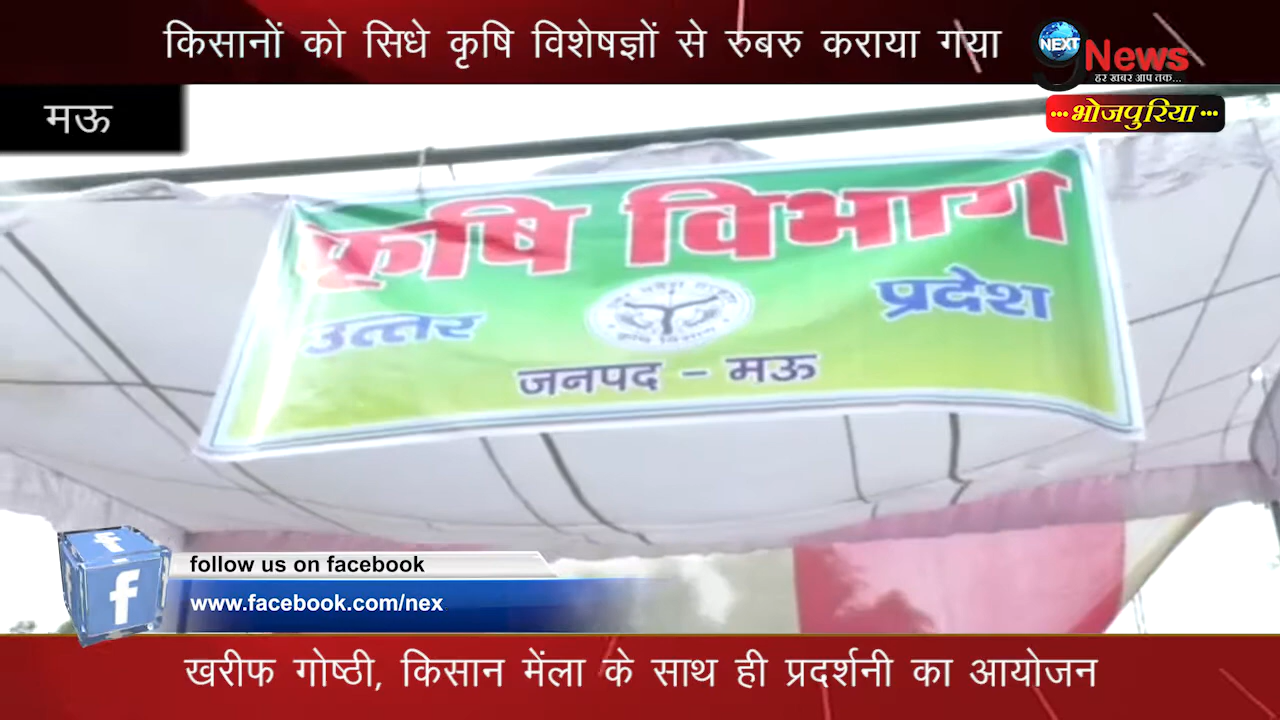 किसानों को सिधे कृषि विशेषज्ञों से रुबरु कराया गया
NEXT
9 News
हर खबर आप तक...
मऊ
...भोजपुरिया...
कृषि विभाग
उत्तर
प्रदेश
कृषि विभाग
जनपद - मऊ
follow us on facebook
www.facebook.com/nex
खरीफ गोष्ठी, किसान मेंला के साथ ही प्रदर्शनी का आयोजन